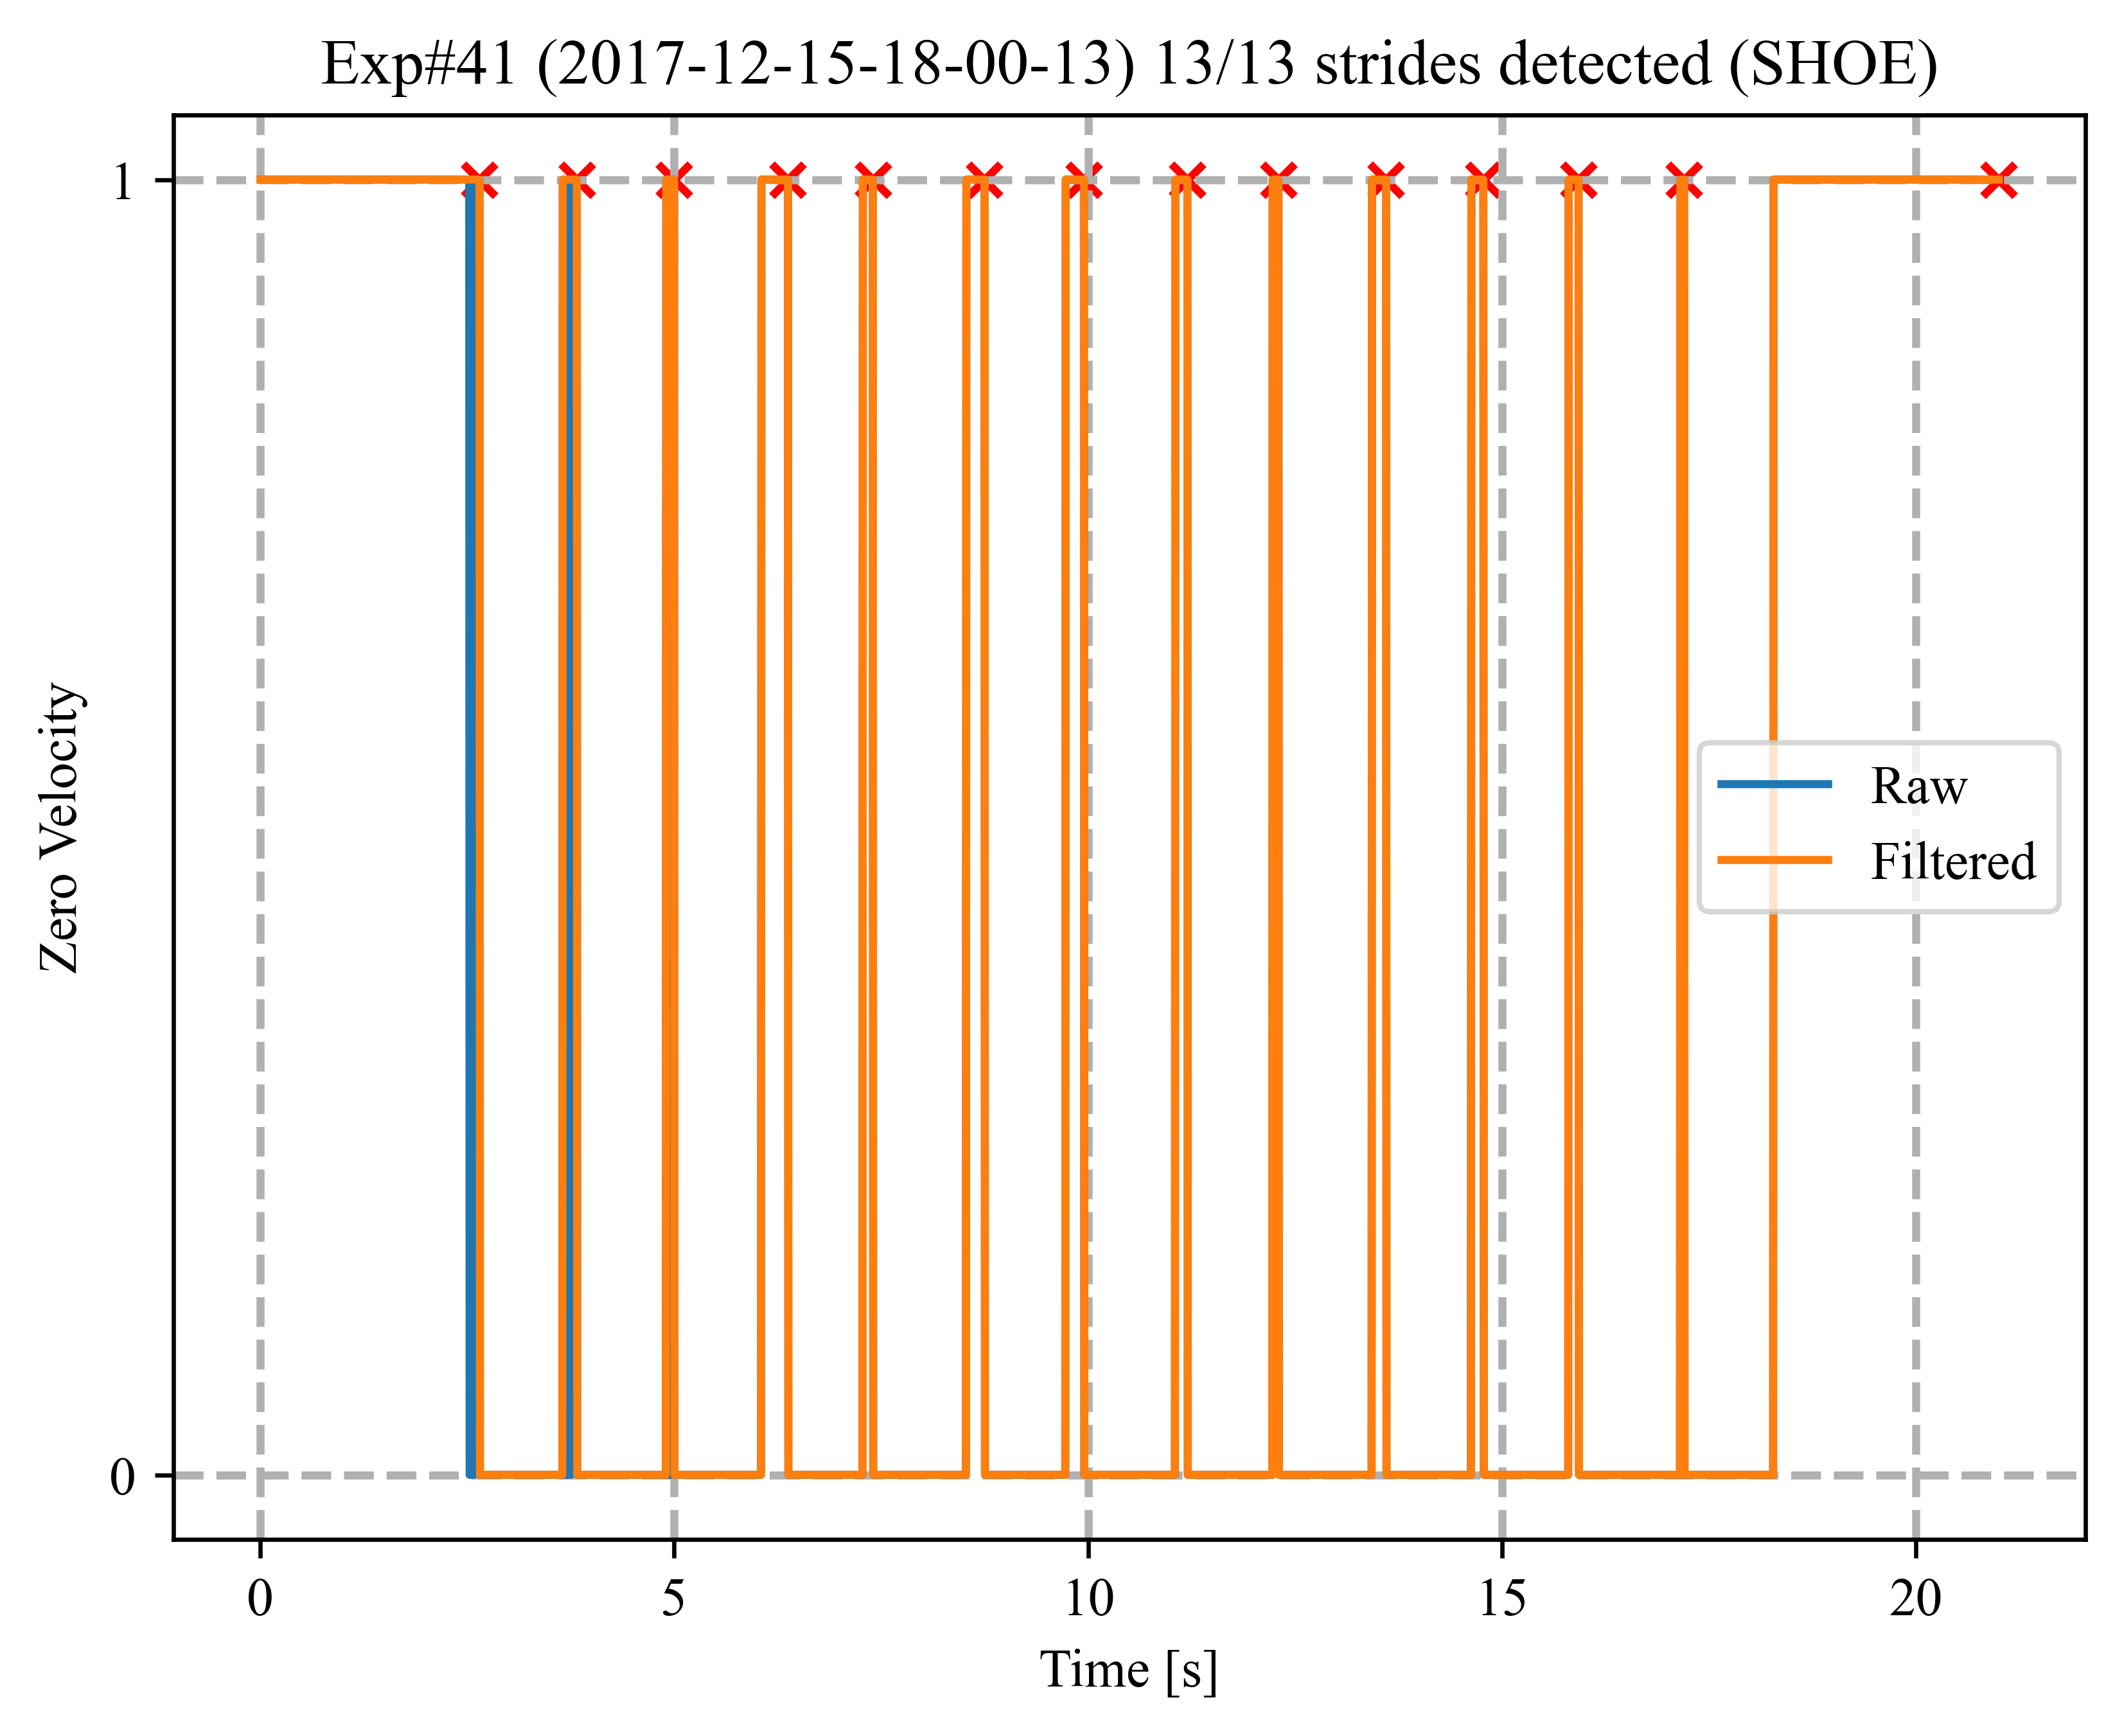 Exp#41 (2017-12-15-18-00-13) 13/13 strides detected (SHOE)
1
Zero Velocity
Raw
Filtered
0
0 5 10 15 20
Time [s]